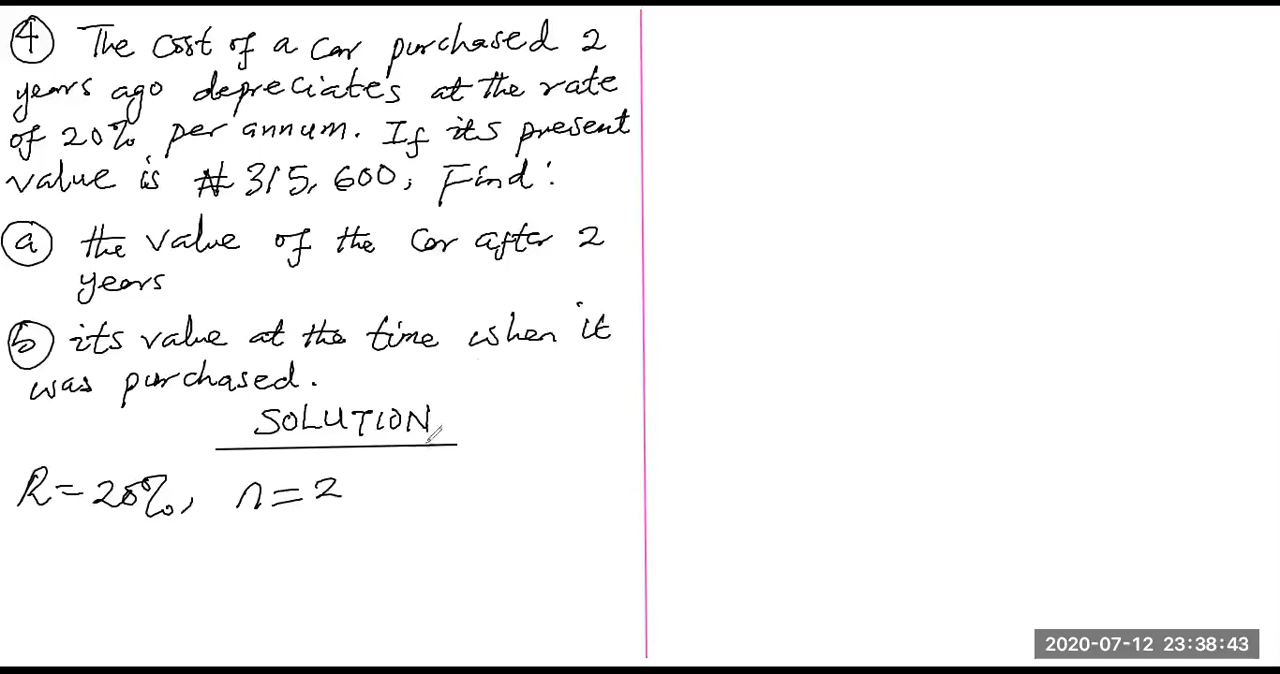 ④ The Cost of a Car purchased 2
years ago depreciates at the rate
of 20% per annum. If its present
value is ₦ 315,600, Find:
ⓐ the value of the Car after 2
years
ⓑ its value at the time when it
was purchased.
SOLUTION
R=20%, n=2
2020-07-12 23:38:43